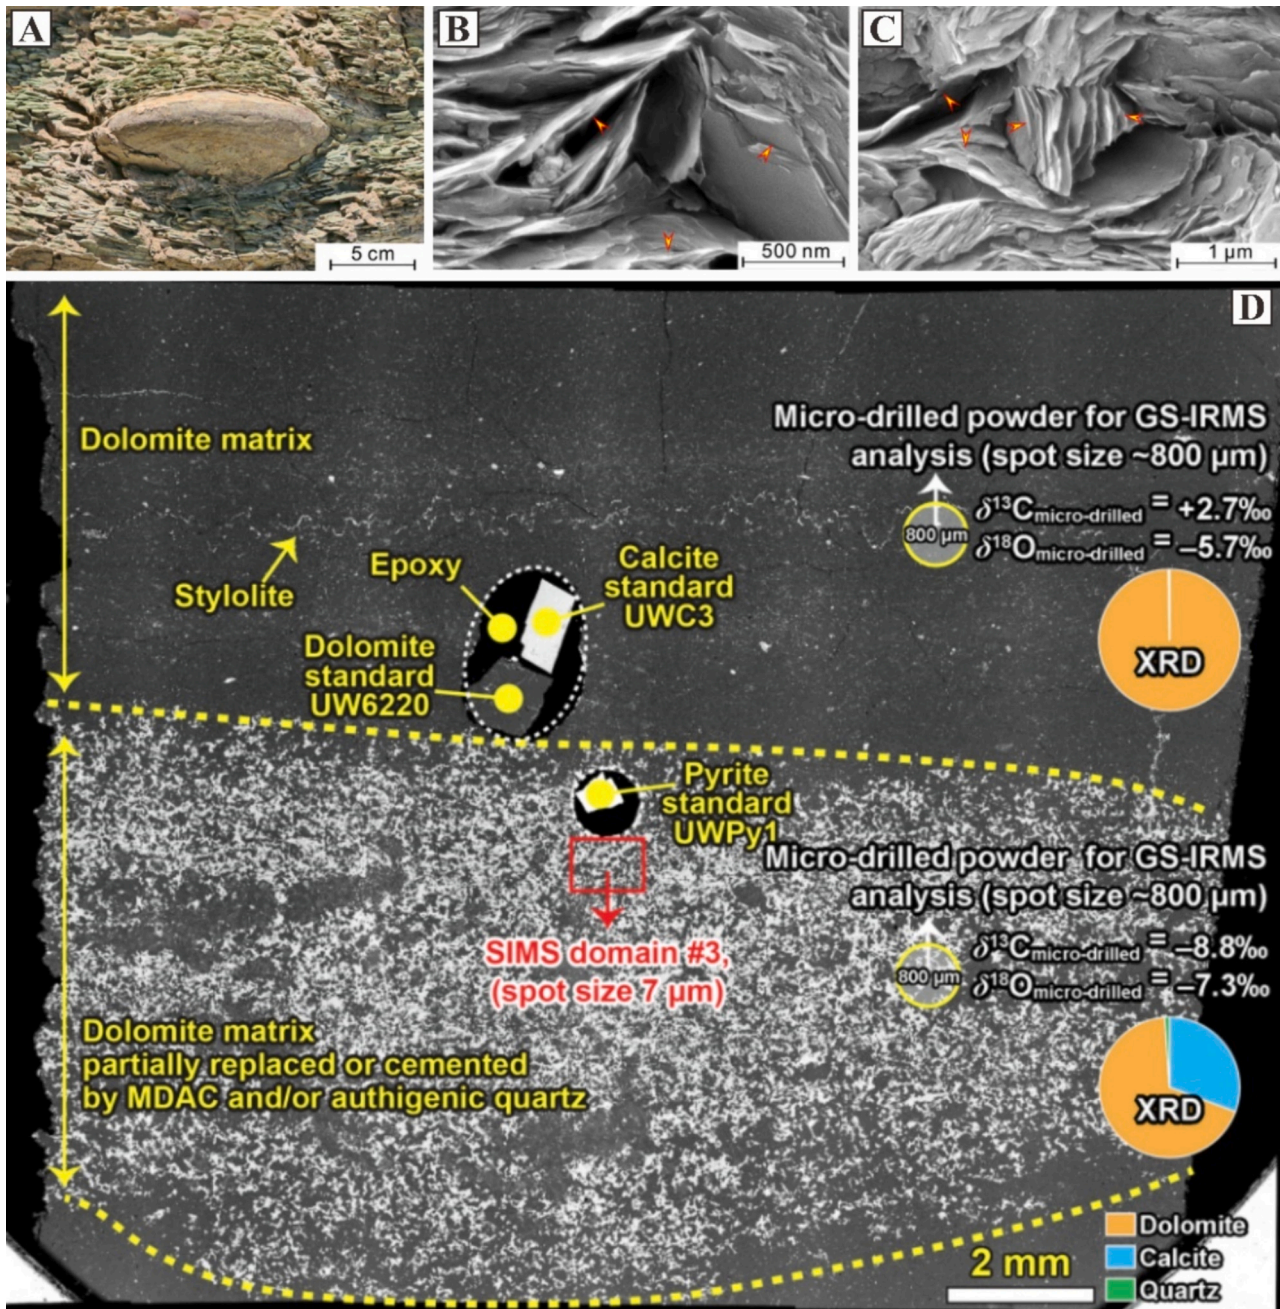 A
B
C
5 cm
500 nm
1 µm
D
Dolomite matrix
Micro-drilled powder for GS-IRMS
analysis (spot size ~800 µm)
800 µm
δ13Cmicro-drilled = +2.7‰
δ18Omicro-drilled = –5.7‰
Stylolite
Epoxy
Calcite
standard
UWC3
Dolomite
standard
UW6220
XRD
Pyrite
standard
UWPy1
Micro-drilled powder for GS-IRMS
analysis (spot size ~800 µm)
800 µm
δ13Cmicro-drilled = –8.8‰
δ18Omicro-drilled = –7.3‰
SIMS domain #3,
(spot size 7 µm)
Dolomite matrix
partially replaced or cemented
by MDAC and/or authigenic quartz
XRD
Dolomite
Calcite
Quartz
2 mm